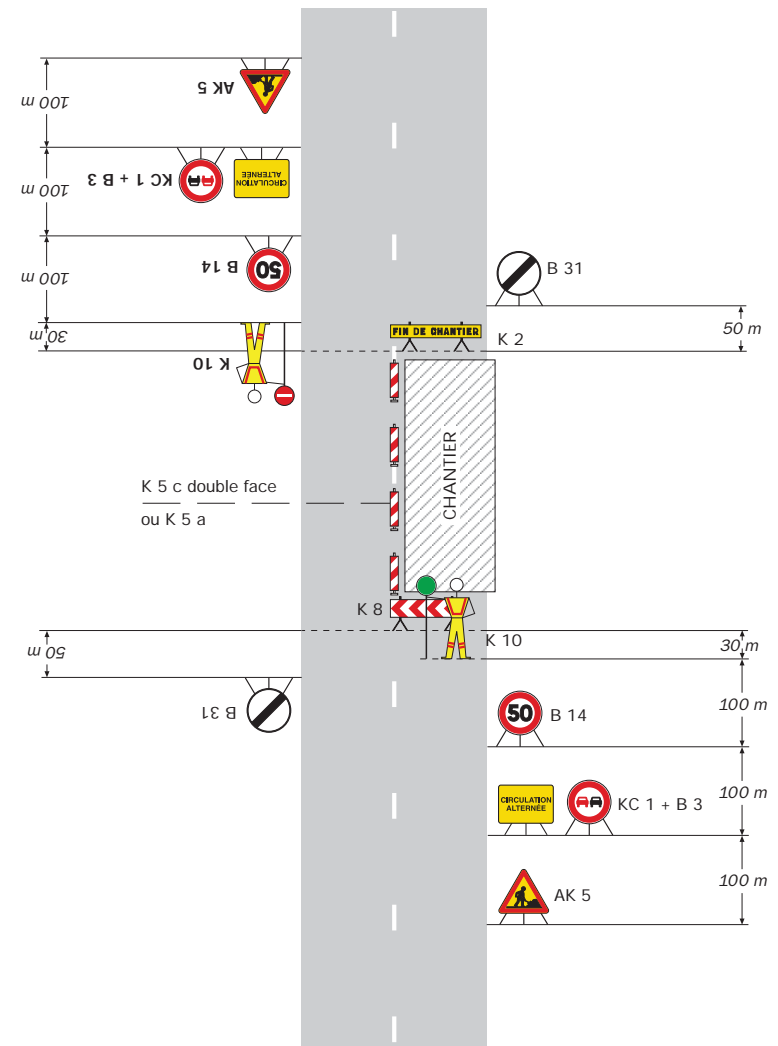 AK 5
100 m
KC 1 + B 3
CIRCULATION
ALTERNÉE
100 m
B 14
50
100 m
B 31
50 m
30 m
FIN DE CHANTIER
K 2
K 10
CHANTIER
K 5 c double face
ou K 5 a
K 8
K 10
50 m
30 m
B 31
50
B 14
100 m
CIRCULATION
ALTERNÉE
KC 1 + B 3
100 m
AK 5
100 m